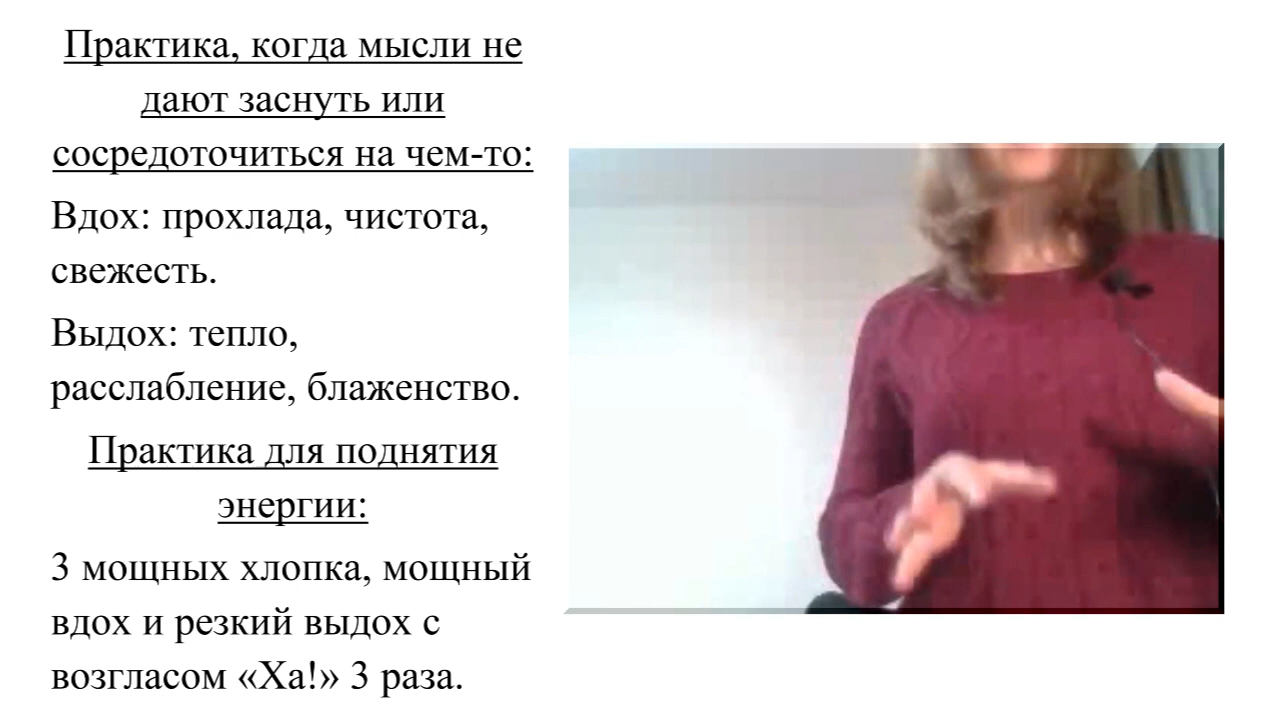 Практика, когда мысли не
дают заснуть или
сосредоточиться на чем-то:
Вдох: прохлада, чистота,
свежесть.
Выдох: тепло,
расслабление, блаженство.
Практика для поднятия
энергии:
3 мощных хлопка, мощный
вдох и резкий выдох с
возгласом «Ха!» 3 раза.